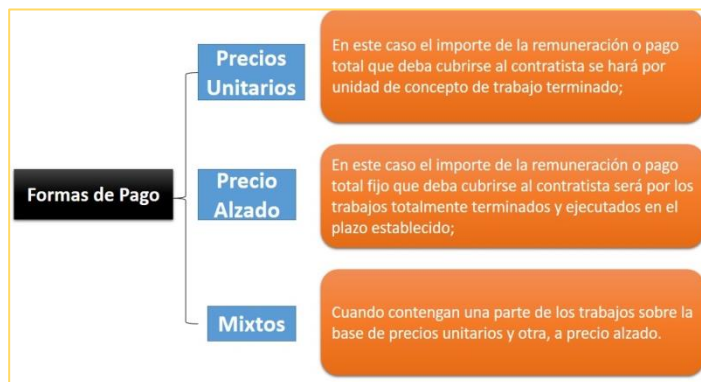 Formas de Pago
Precios
Unitarios
En este caso el importe de la remuneración o pago
total que deba cubrirse al contratista se hará por
unidad de concepto de trabajo terminado;
Precio
Alzado
En este caso el importe de la remuneración o pago
total fijo que deba cubrirse al contratista será por los
trabajos totalmente terminados y ejecutados en el
plazo establecido;
Mixtos
Cuando contengan una parte de los trabajos sobre la
base de precios unitarios y otra, a precio alzado.